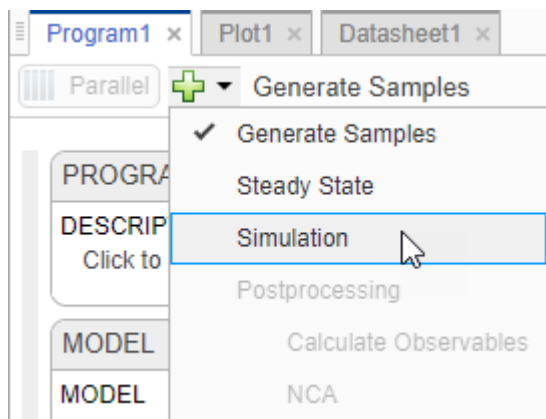 Program1 × Plot1 × Datasheet1 ×
Parallel Generate Samples
Generate Samples
PROGRA
Steady State
DESCRIP
Simulation
Click to
Postprocessing
MODEL
Calculate Observables
MODEL
NCA